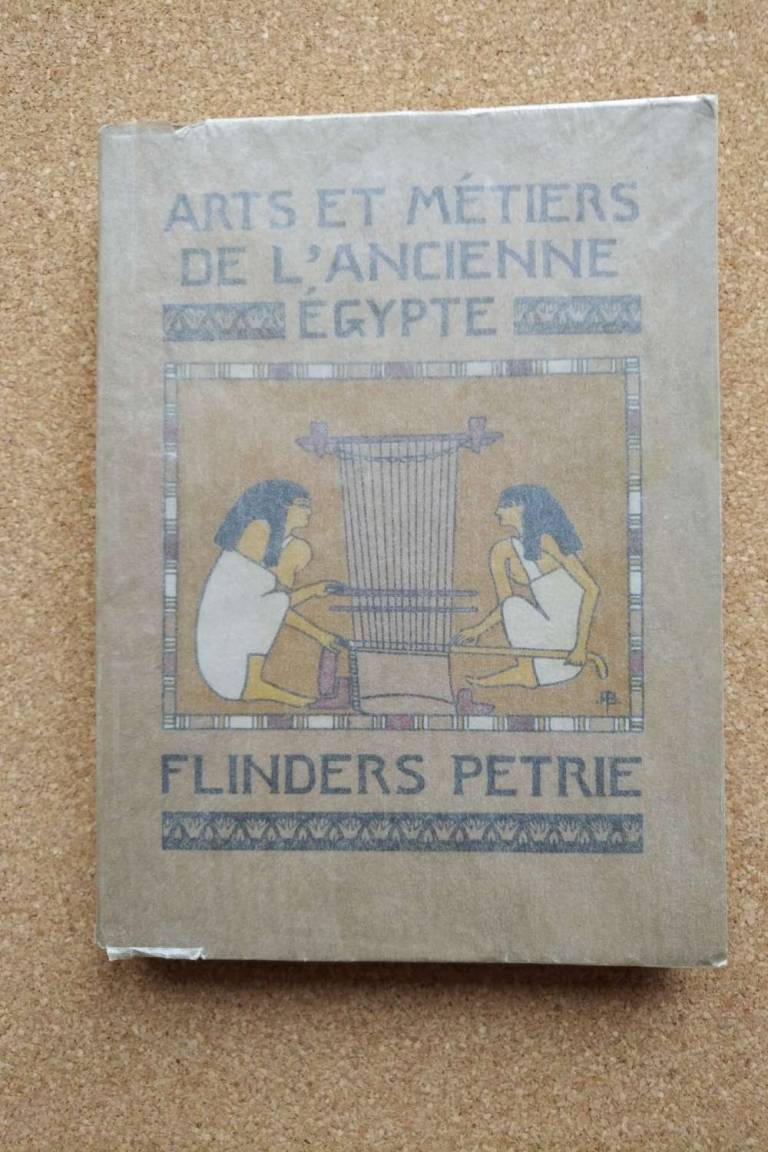 ARTS ET MÉTIERS
DE L'ANCIENNE
ÉGYPTE
FLINDERS PETRIE